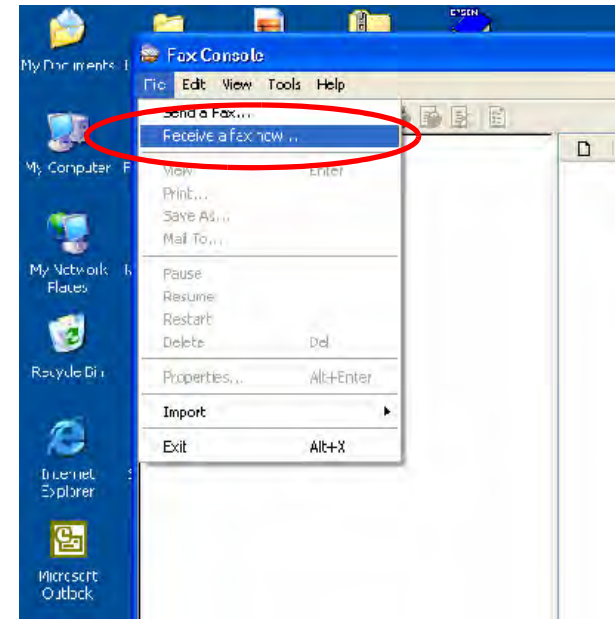 EPSON
My Documents
Fax Console
File Edit View Tools Help
Send a Fax...
Receive a fax now...
My Computer
View Enter
Print...
Save As...
Mail To...
My Network
Places
Pause
Resume
Restart
Delete Del
Recycle Bin
Properties... Alt+Enter
Import
Exit Alt+X
Internet
Explorer
Microsoft
Outlook